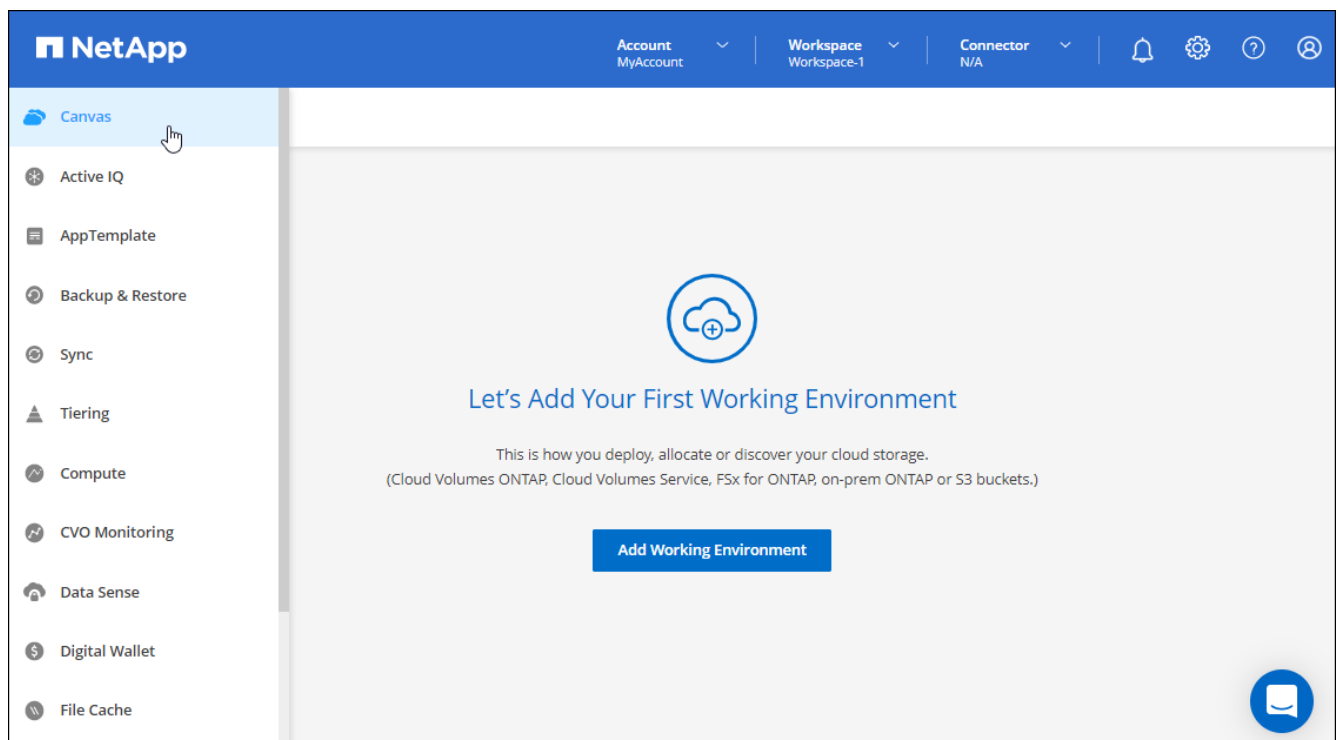 NetApp
Account
MyAccount
Workspace
Workspace-1
Connector
N/A
Canvas
Active IQ
AppTemplate
Backup & Restore
Sync
Tiering
Compute
CVO Monitoring
Data Sense
Digital Wallet
File Cache
Let's Add Your First Working Environment
This is how you deploy, allocate or discover your cloud storage.
(Cloud Volumes ONTAP, Cloud Volumes Service, FSx for ONTAP, on-prem ONTAP or S3 buckets.)
Add Working Environment